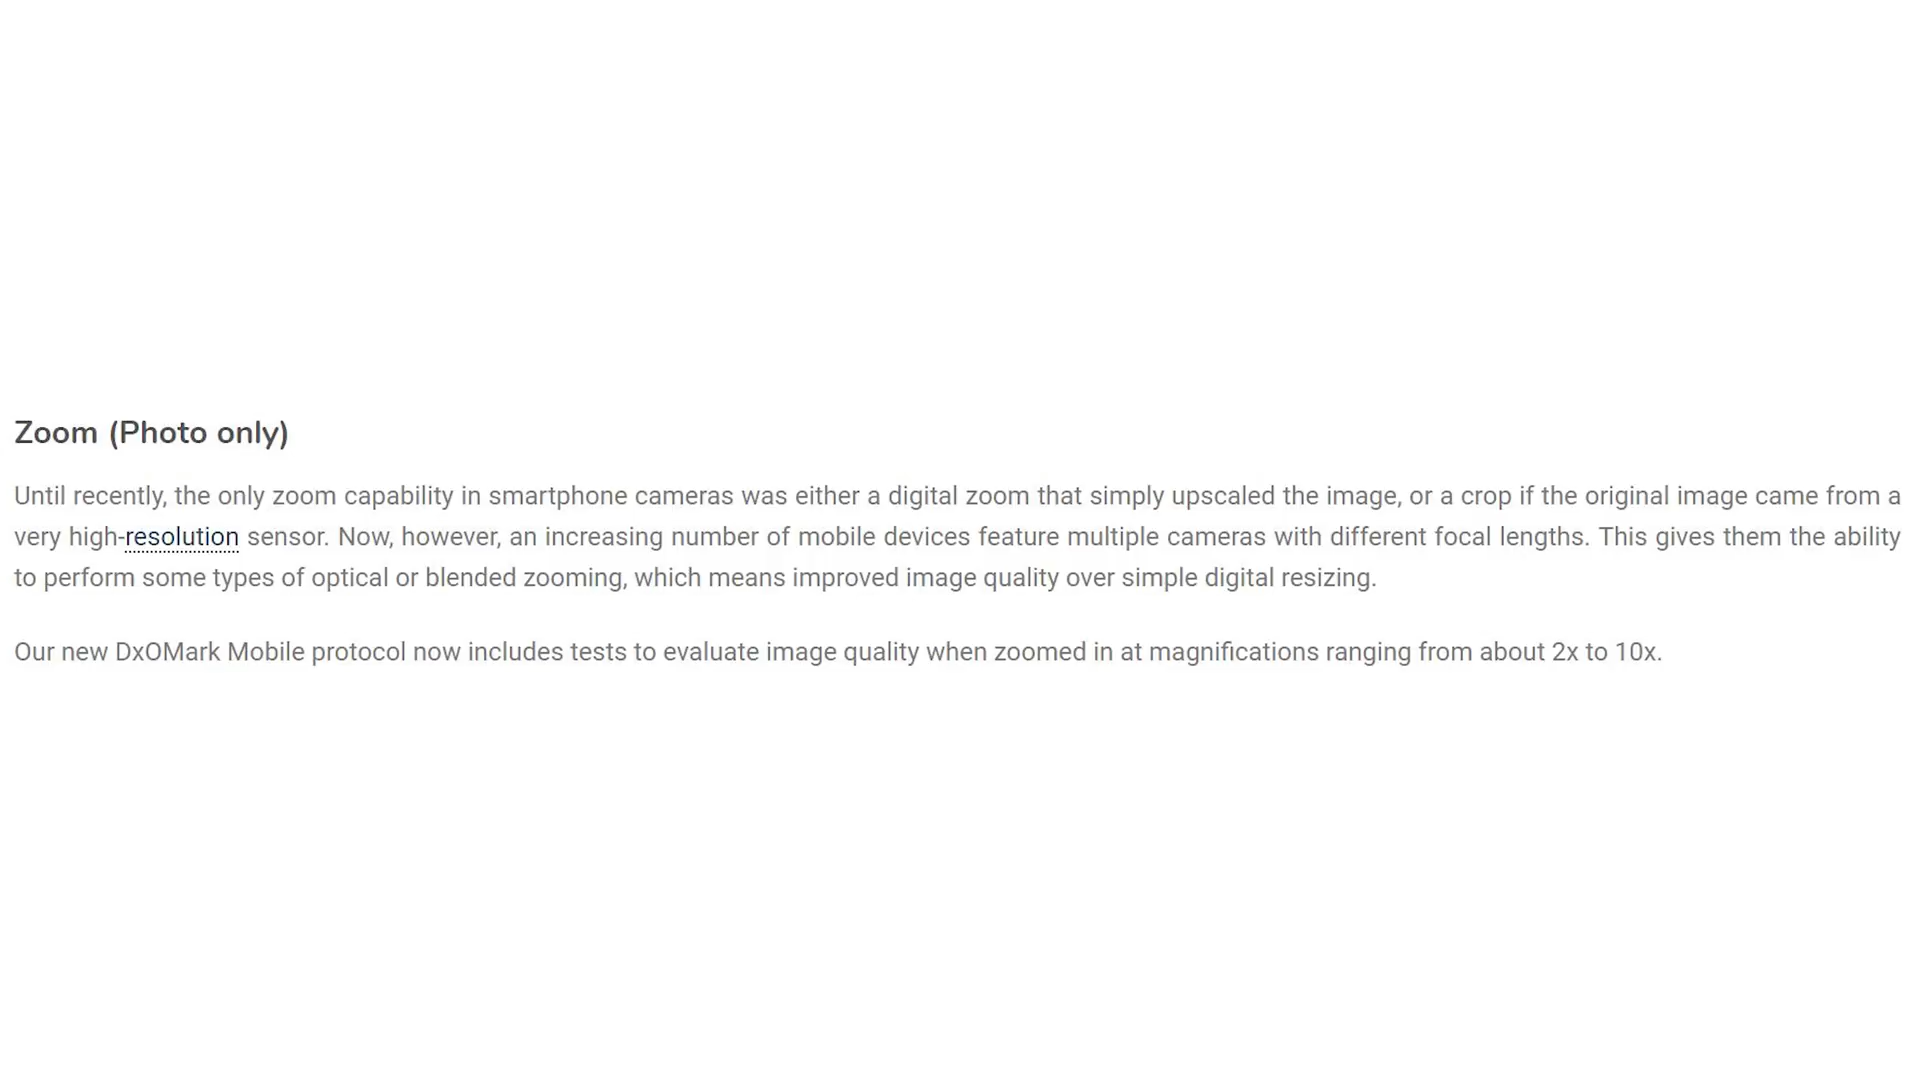 Zoom (Photo only)
Until recently, the only zoom capability in smartphone cameras was either a digital zoom that simply upscaled the image, or a crop if the original image came from a
very high-resolution sensor. Now, however, an increasing number of mobile devices feature multiple cameras with different focal lengths. This gives them the ability
to perform some types of optical or blended zooming, which means improved image quality over simple digital resizing.
Our new DxOMark Mobile protocol now includes tests to evaluate image quality when zoomed in at magnifications ranging from about 2x to 10x.